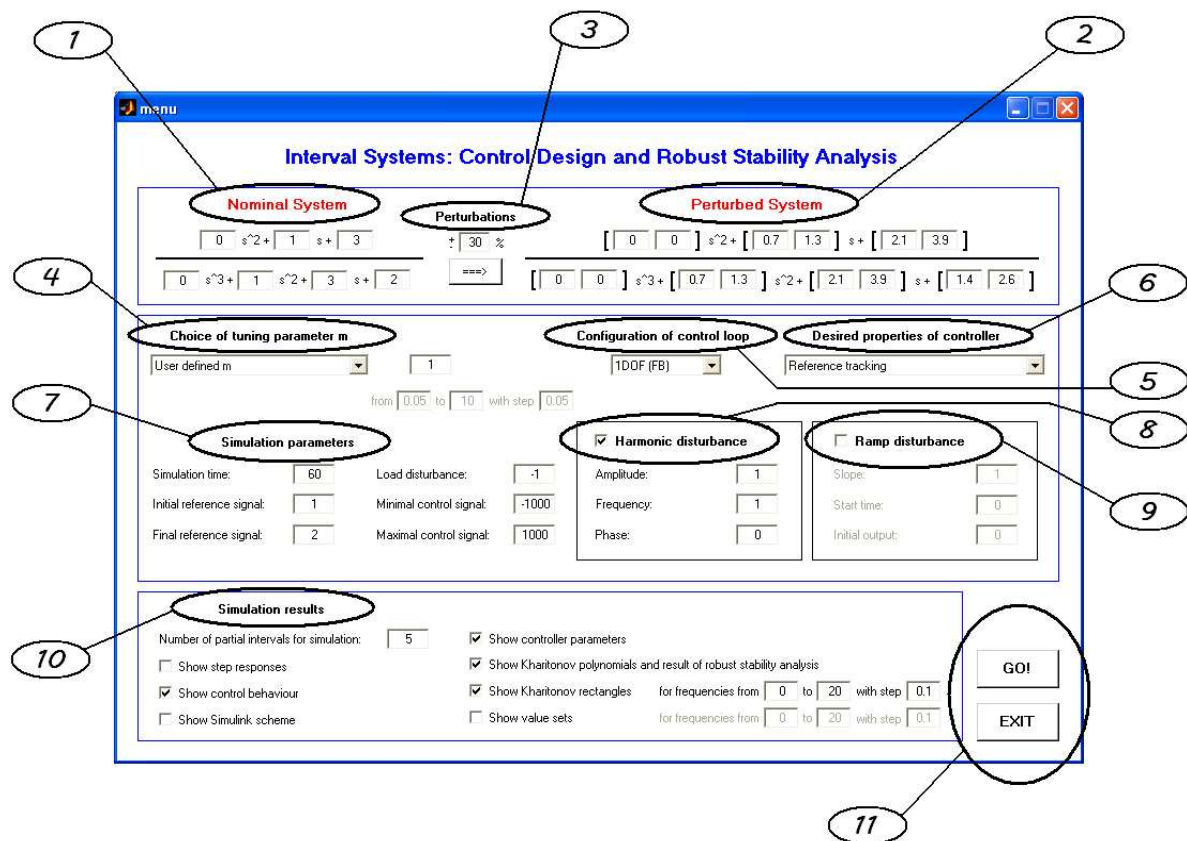 1
3
2
menu
Interval Systems: Control Design and Robust Stability Analysis
Nominal System
Perturbations
Perturbed System
0 s^2+ 1 s+ 3
± 30 %
[ 0 0 ] s^2+ [ 0.7 1.3 ] s+ [ 2.1 3.9 ]
0 s^3+ 1 s^2+ 3 s+ 2
===>
[ 0 0 ] s^3+ [ 0.7 1.3 ] s^2+ [ 2.1 3.9 ] s+ [ 1.4 2.6 ]
4
6
Choice of tuning parameter m
Configuration of control loop
Desired properties of controller
User defined m
1
1DOF (FB)
Reference tracking
5
from 0.05 to 10 with step 0.05
7
8
Simulation parameters
Harmonic disturbance
Ramp disturbance
Simulation time: 60
Load disturbance: -1
Amplitude: 1
Slope: 1
Initial reference signal: 1
Minimal control signal: -1000
Frequency: 1
Start time: 0
9
Final reference signal: 2
Maximal control signal: 1000
Phase: 0
Initial output: 0
Simulation results
10
Number of partial intervals for simulation: 5
Show controller parameters
Show step responses
Show Kharitonov polynomials and result of robust stability analysis
Show control behaviour
Show Kharitonov rectangles for frequencies from 0 to 20 with step 0.1
Show Simulink scheme
Show value sets for frequencies from 0 to 20 with step 0.1
GO!
EXIT
11